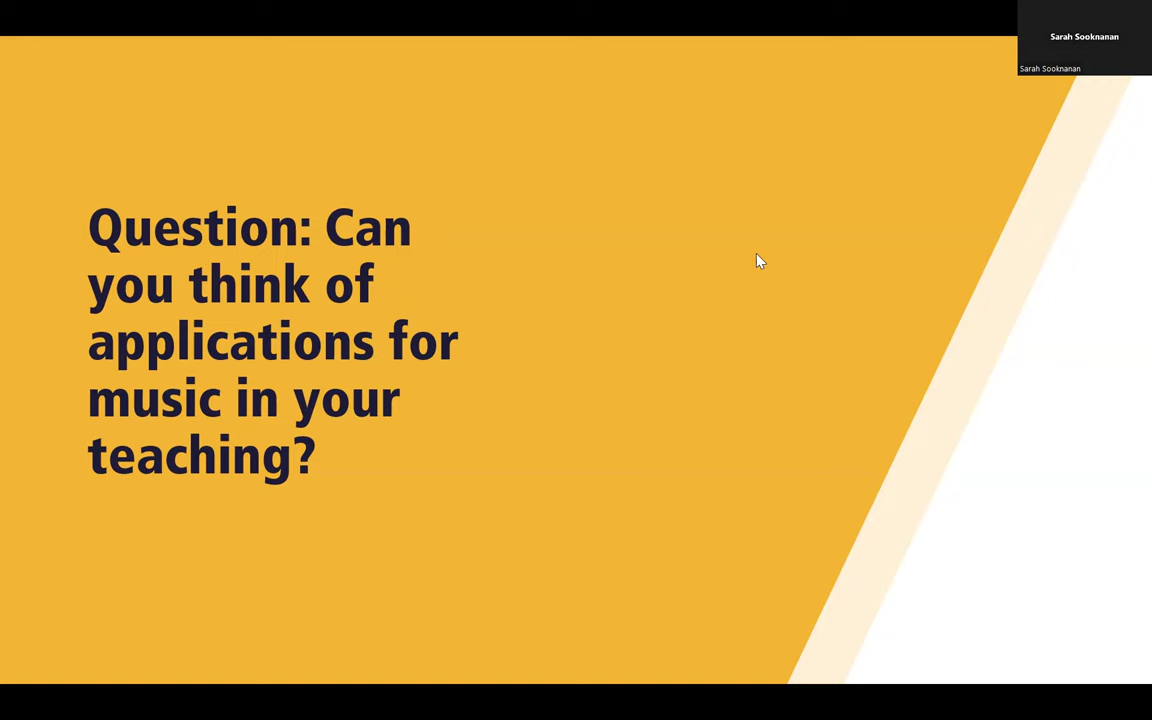 Sarah Sooknanan
Sarah Sooknanan
Question: Can
you think of
applications for
music in your
teaching?